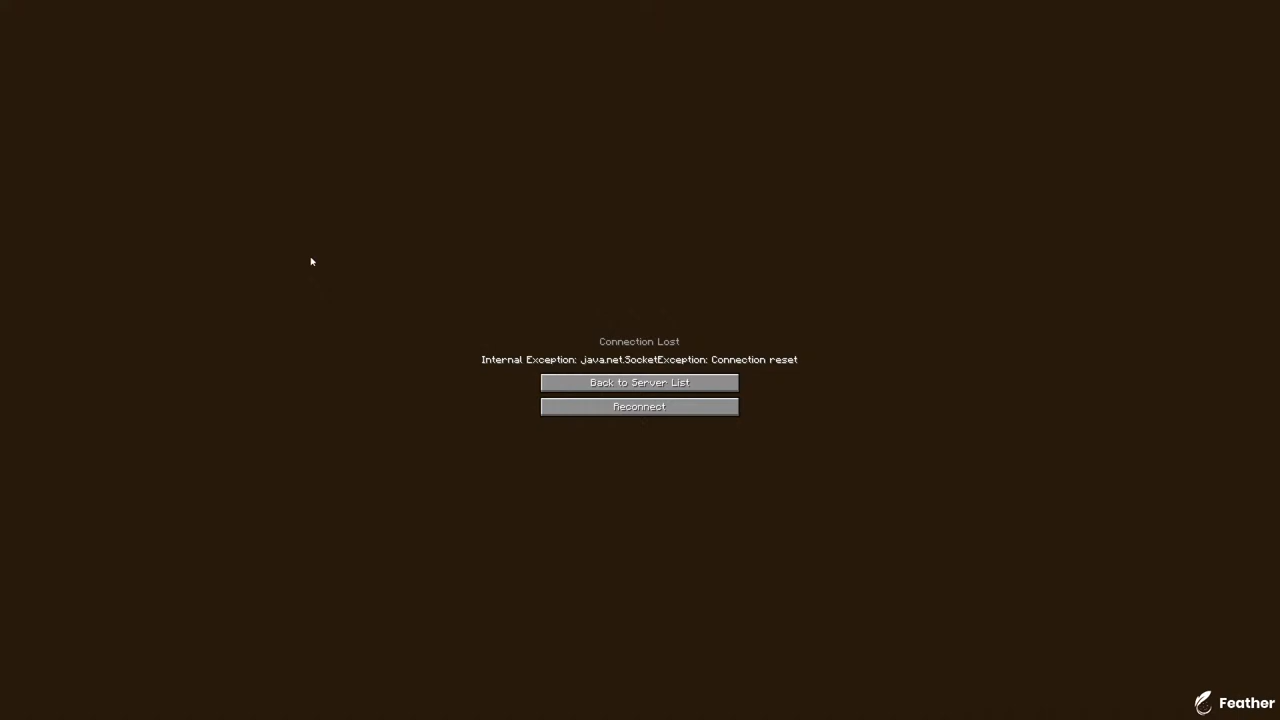 Connection Lost
Internal Exception: java.net.SocketException: Connection reset
Back to Server List
Reconnect
Feather